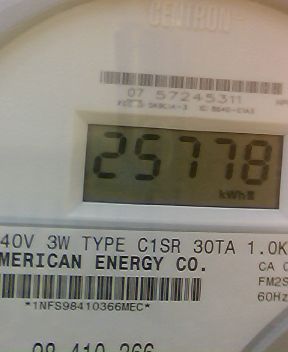 CENTRON
07 57245311
25778
kWh
40V 3W TYPE C1SR 30TA 1.0K
MERICAN ENERGY CO.
CA 0
FM2S
*1NFS98410366MEC*
60Hz
98 410 366